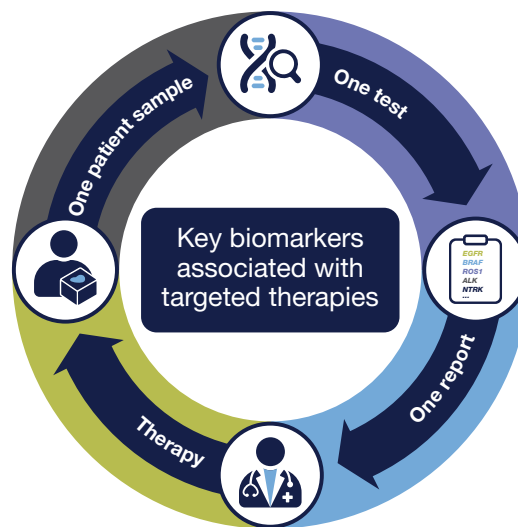 One patient sample
One test
Key biomarkers
associated with
targeted therapies
EGFR
BRAF
ROS1
ALK
NTRK
...
One report
Therapy